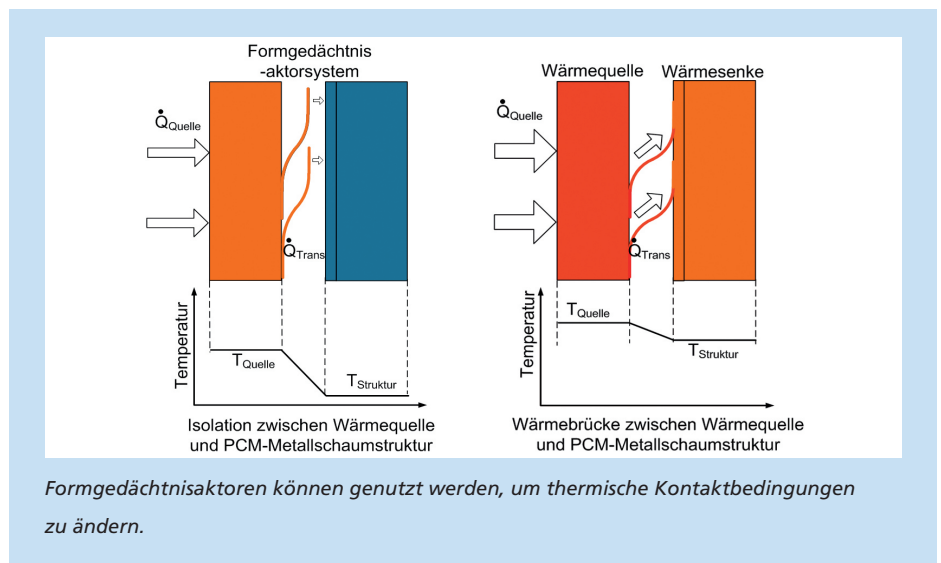 Formgedächtnis
-aktorsystem
Q̇Quelle
Q̇Trans
Temperatur
TQuelle
TStruktur
Isolation zwischen Wärmequelle
und PCM-Metallschaumstruktur
Wärmequelle
Wärmesenke
Q̇Quelle
Q̇Trans
Temperatur
TQuelle
TStruktur
Wärmebrücke zwischen Wärmequelle
und PCM-Metallschaumstruktur
Formgedächtnisaktoren können genutzt werden, um thermische Kontaktbedingungen
zu ändern.